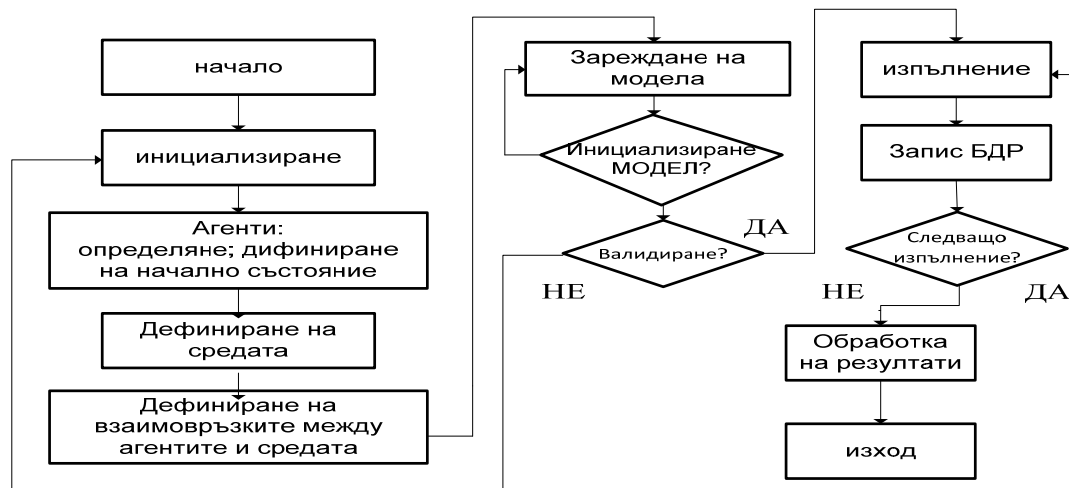 начало
инициализиране
Агенти:
определяне; дифиниране
на начално състояние
Дефиниране на
средата
Дефиниране на
взаимовръзките между
агентите и средата
Зареждане на
модела
Инициализиране
МОДЕЛ?
Валидиране?
ДА
НЕ
изпълнение
Запис БДР
Следващо
изпълнение?
НЕ
ДА
Обработка
на резултати
изход